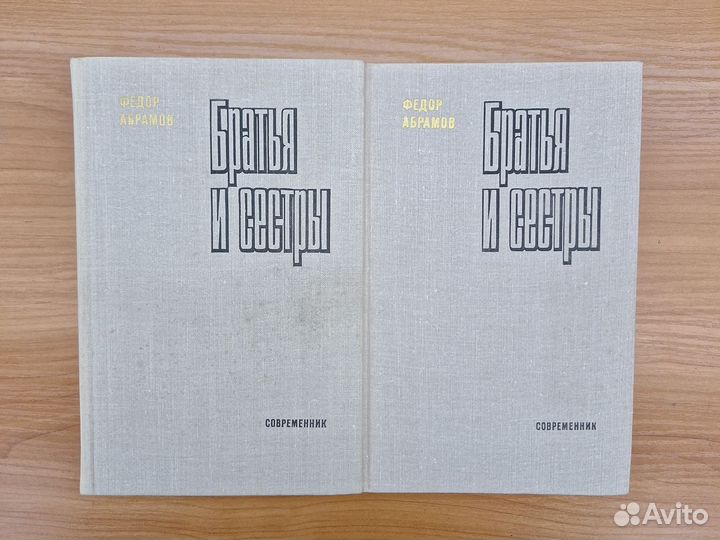 ФЕДОР
АБРАМОВ
Братья
и сестры
СОВРЕМЕННИК
ФЕДОР
АБРАМОВ
Братья
и сестры
СОВРЕМЕННИК
Avito